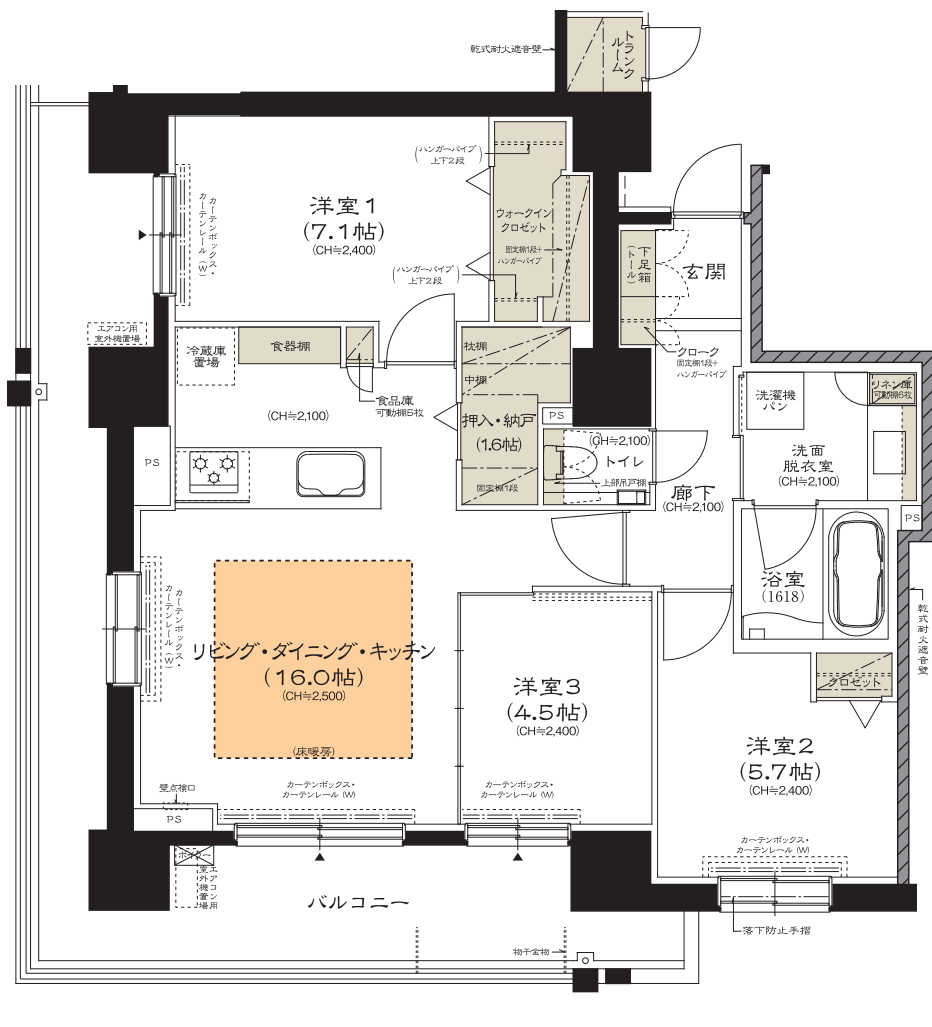 乾式耐火遮音壁
トランク
ルーム
(ハンガーパイプ
上下2段)
洋室1
(7.1帖)
(CH≒2,400)
カーテンボックス・
カーテンレール(W)
ウォークイン
クロゼット
固定棚1段+
ハンガーパイプ
(ハンガーパイプ
上下2段)
下足箱
(トール)
玄関
エアコン用
室外機置場
冷蔵庫
置場
食器棚
枕棚
中棚
クローク
固定棚1段+
ハンガーパイプ
食品庫
可動棚5枚
(CH≒2,100)
押入・納戸
(1.6帖)
固定棚1段
PS
(CH≒2,100)
トイレ
上部吊戸棚
洗濯機
パン
リネン庫
可動棚6枚
洗面
脱衣室
(CH≒2,100)
PS
廊下
(CH≒2,100)
PS
浴室
(1618)
乾式耐火遮音壁
カーテンボックス・
カーテンレール(W)
リビング・ダイニング・キッチン
(16.0帖)
(CH≒2,500)
(床暖房)
洋室3
(4.5帖)
(CH≒2,400)
クロゼット
洋室2
(5.7帖)
(CH≒2,400)
壁点検口
PS
カーテンボックス・
カーテンレール(W)
カーテンボックス・
カーテンレール(W)
カーテンボックス・
カーテンレール(W)
ボイラー
エアコン用
室外機置場
バルコニー
落下防止手摺
物干金物